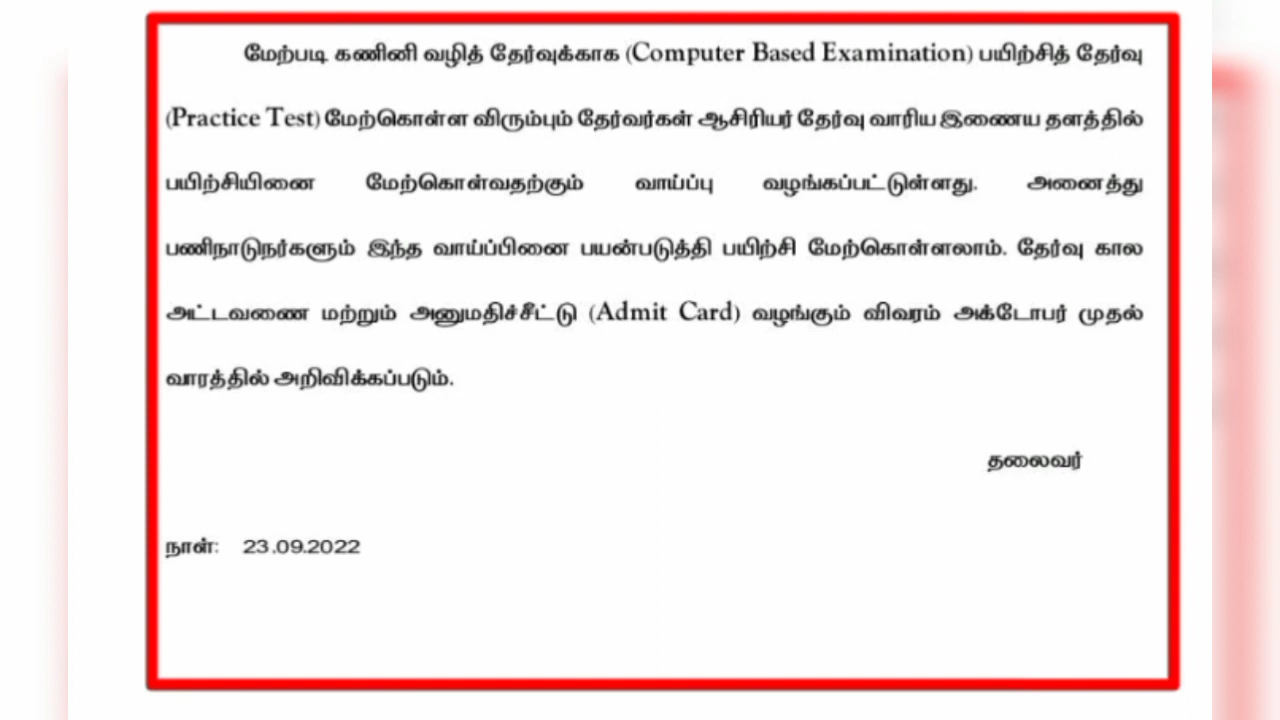 மேற்படி கணினி வழித் தேர்வுக்காக (Computer Based Examination) பயிற்சித் தேர்வு
(Practice Test) மேற்கொள்ள விரும்பும் தேர்வர்கள் ஆசிரியர் தேர்வு வாரிய இணைய தளத்தில்
பயிற்சியினை மேற்கொள்வதற்கும் வாய்ப்பு வழங்கப்பட்டுள்ளது. அனைத்து
பணிநாடுநர்களும் இந்த வாய்ப்பினை பயன்படுத்தி பயிற்சி மேற்கொள்ளலாம். தேர்வு கால
அட்டவணை மற்றும் அனுமதிச்சீட்டு (Admit Card) வழங்கும் விவரம் அக்டோபர் முதல்
வாரத்தில் அறிவிக்கப்படும்.
தலைவர்
நாள்: 23.09.2022